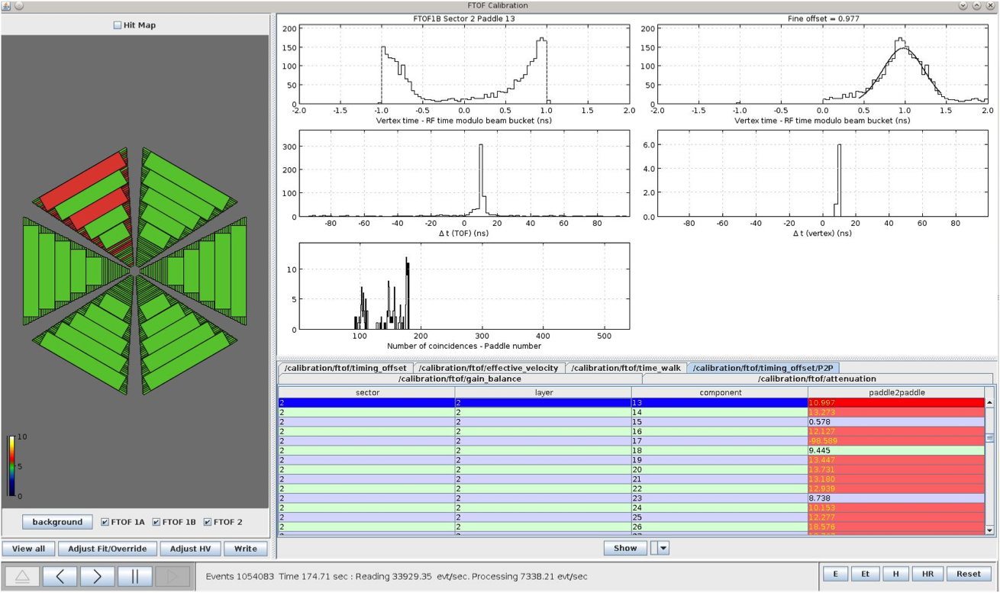 FTOF Calibration
Hit Map
10
5
0
background
FTOF 1A
FTOF 1B
FTOF 2
View all
Adjust Fit/Override
Adjust HV
Write
FTOF1B Sector 2 Paddle 13
200
150
100
50
0
-2.0 -1.5 -1.0 -0.5 0.0 0.5 1.0 1.5 2.0
Vertex time - RF time modulo beam bucket (ns)
Fine offset = 0.977
200
150
100
50
0
-2.0 -1.5 -1.0 -0.5 0.0 0.5 1.0 1.5 2.0
Vertex time - RF time modulo beam bucket (ns)
300
200
100
0
-80 -60 -40 -20 0 20 40 60 80
Δ t (TOF) (ns)
6.0
4.0
2.0
0.0
-80 -60 -40 -20 0 20 40 60 80
Δ t (vertex) (ns)
10
5
0
100 200 300 400 500
Number of coincidences - Paddle number
/calibration/ftof/timing_offset /calibration/ftof/effective_velocity /calibration/ftof/time_walk /calibration/ftof/timing_offset/P2P
/calibration/ftof/gain_balance /calibration/ftof/attenuation
sector layer component paddle2paddle
2 2 13 10.997
2 2 14 13.273
2 2 15 0.578
2 2 16 12.127
2 2 17 -98.589
2 2 18 9.445
2 2 19 13.447
2 2 20 13.731
2 2 21 13.180
2 2 22 12.939
2 2 23 8.738
2 2 24 10.153
2 2 25 12.277
2 2 26 18.576
Show
Events 1054083 Time 174.71 sec : Reading 33929.35 evt/sec. Processing 7338.21 evt/sec
E Et H HR Reset